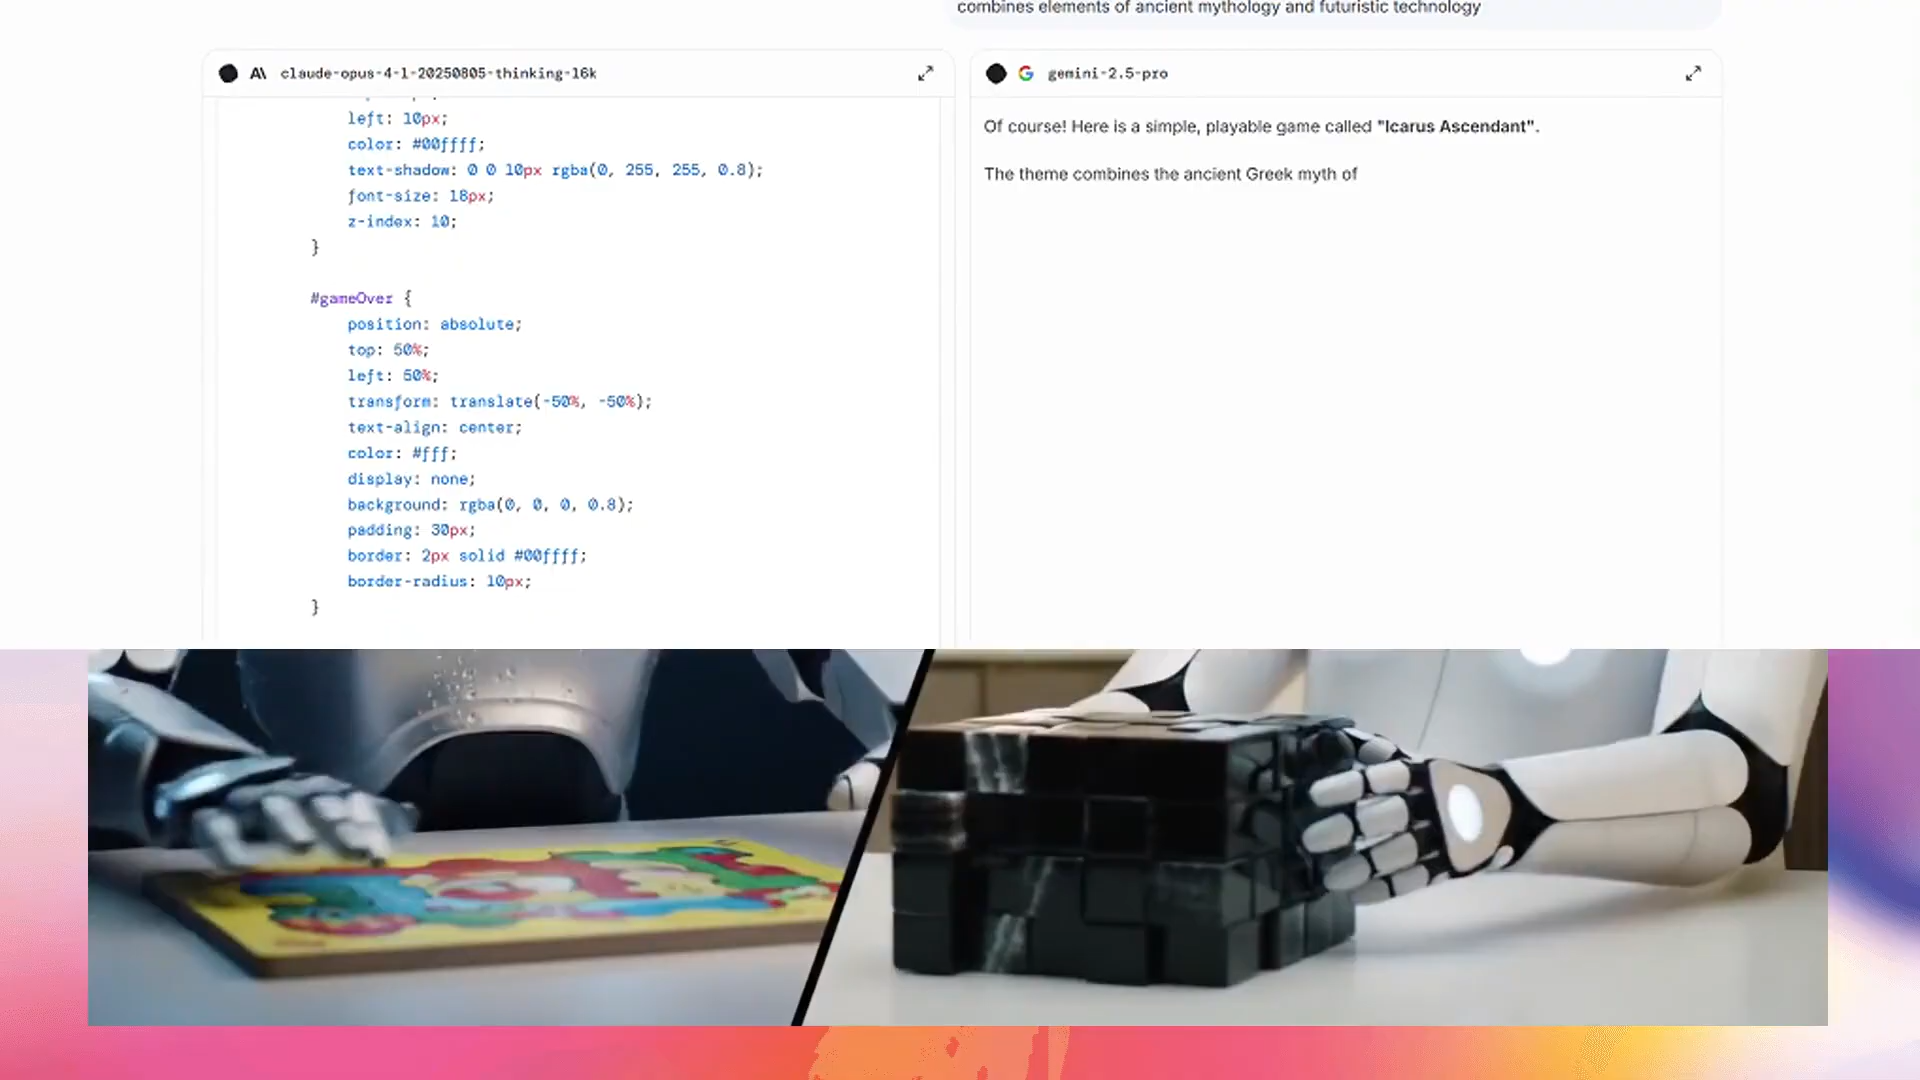 combines elements of ancient mythology and futuristic technology
claude-opus-4-1-20250805-thinking-16k
left: 10px;
color: #00ffff;
text-shadow: 0 0 10px rgba(0, 255, 255, 0.8);
font-size: 18px;
z-index: 10;
}
#gameOver {
position: absolute;
top: 50%;
left: 50%;
transform: translate(-50%, -50%);
text-align: center;
color: #fff;
display: none;
background: rgba(0, 0, 0, 0.8);
padding: 30px;
border: 2px solid #00ffff;
border-radius: 10px;
}
gemini-2.5-pro
Of course! Here is a simple, playable game called "Icarus Ascendant".
The theme combines the ancient Greek myth of